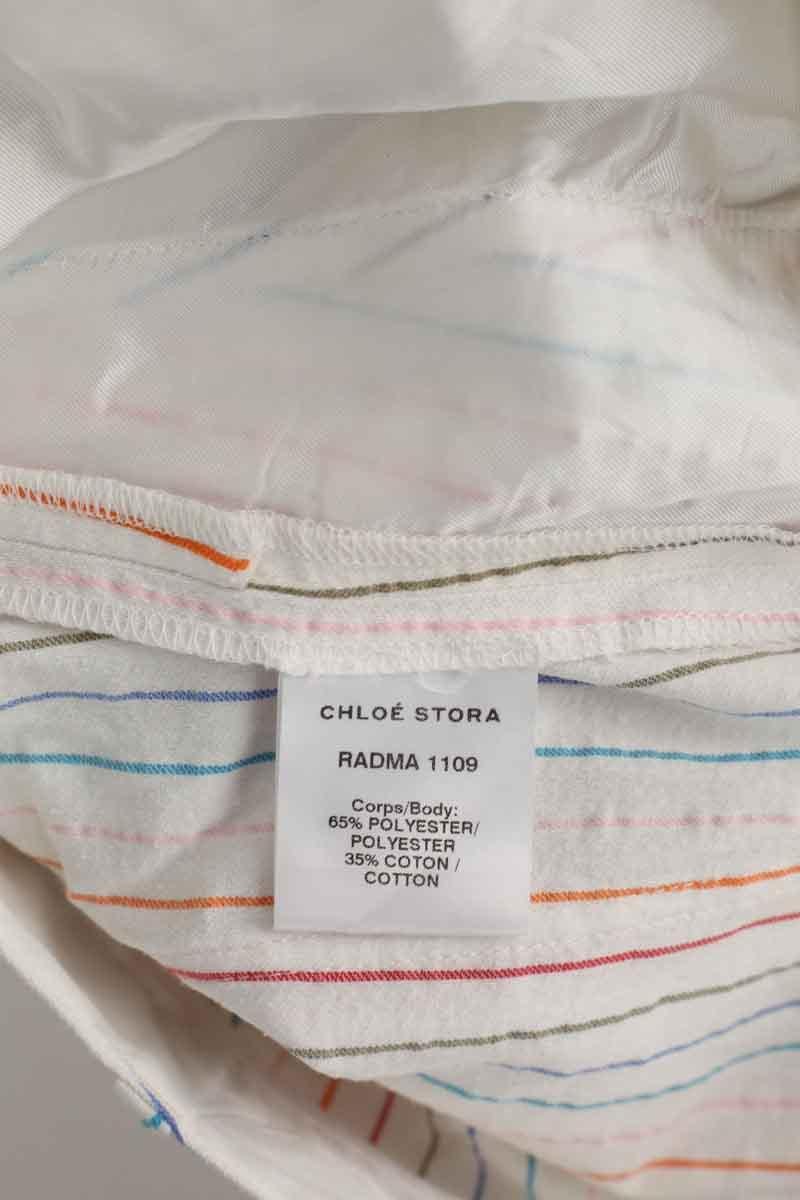 CHLOÉ STORA
RADMA 1109
Corps/Body:
65% POLYESTER/
POLYESTER
35% COTON /
COTTON